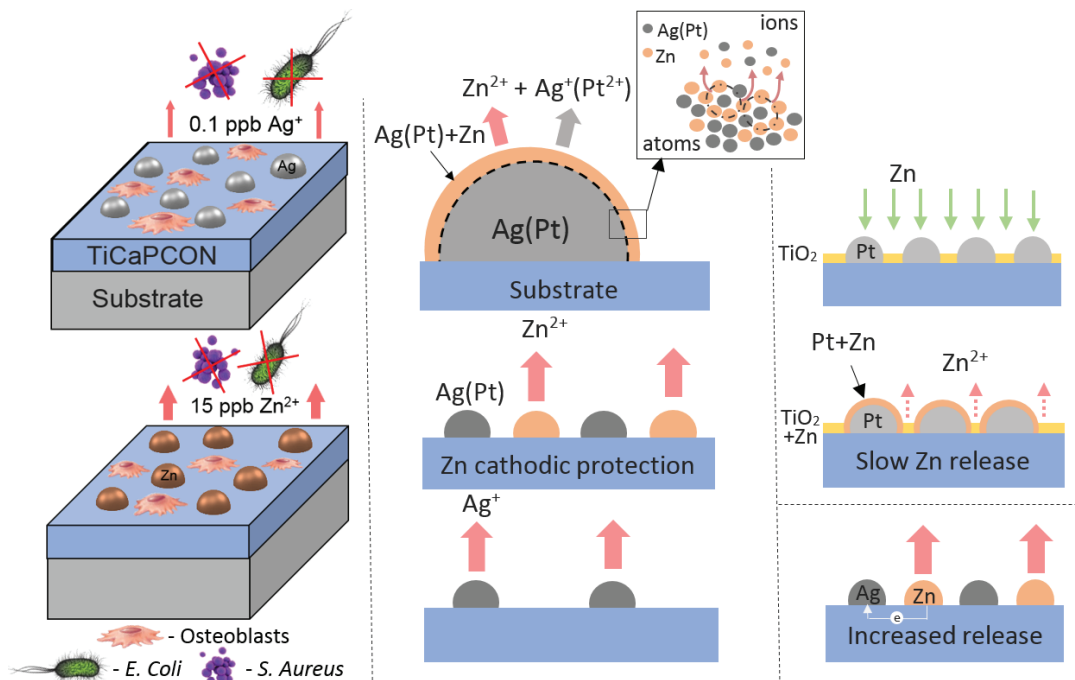 0.1 ppb Ag⁺
Ag
TiCaPCON
Substrate
15 ppb Zn²⁺
Zn
- Osteoblasts
- E. Coli
- S. Aureus
Ag(Pt)
Zn
ions
atoms
Zn²⁺ + Ag⁺(Pt²⁺)
Ag(Pt)+Zn
Ag(Pt)
Substrate
Zn²⁺
Ag(Pt)
Zn cathodic protection
Ag⁺
Zn
TiO₂
Pt
Pt+Zn
Zn²⁺
TiO₂
+Zn
Pt
Slow Zn release
Ag
Zn
e
Increased release